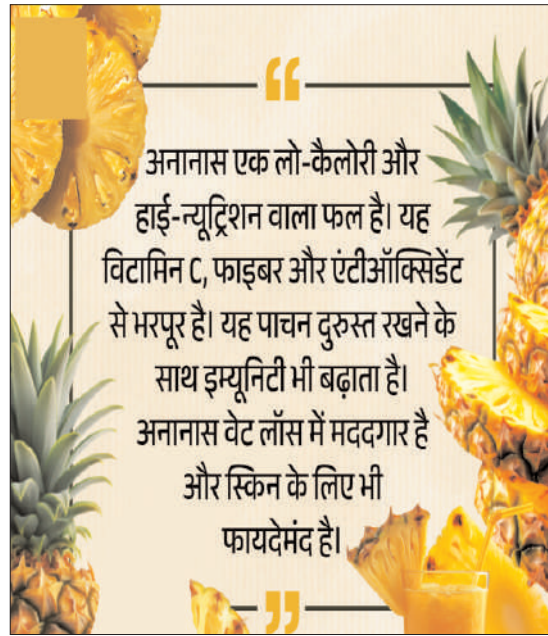 अनानास एक लो-कैलोरी और
हाई-न्यूट्रिशन वाला फल है। यह
विटामिन C, फाइबर और एंटीऑक्सिडेंट
से भरपूर है। यह पाचन दुरुस्त रखने के
साथ इम्यूनिटी भी बढ़ाता है।
अनानास वेट लॉस में मददगार है
और स्किन के लिए भी
फायदेमंद है।